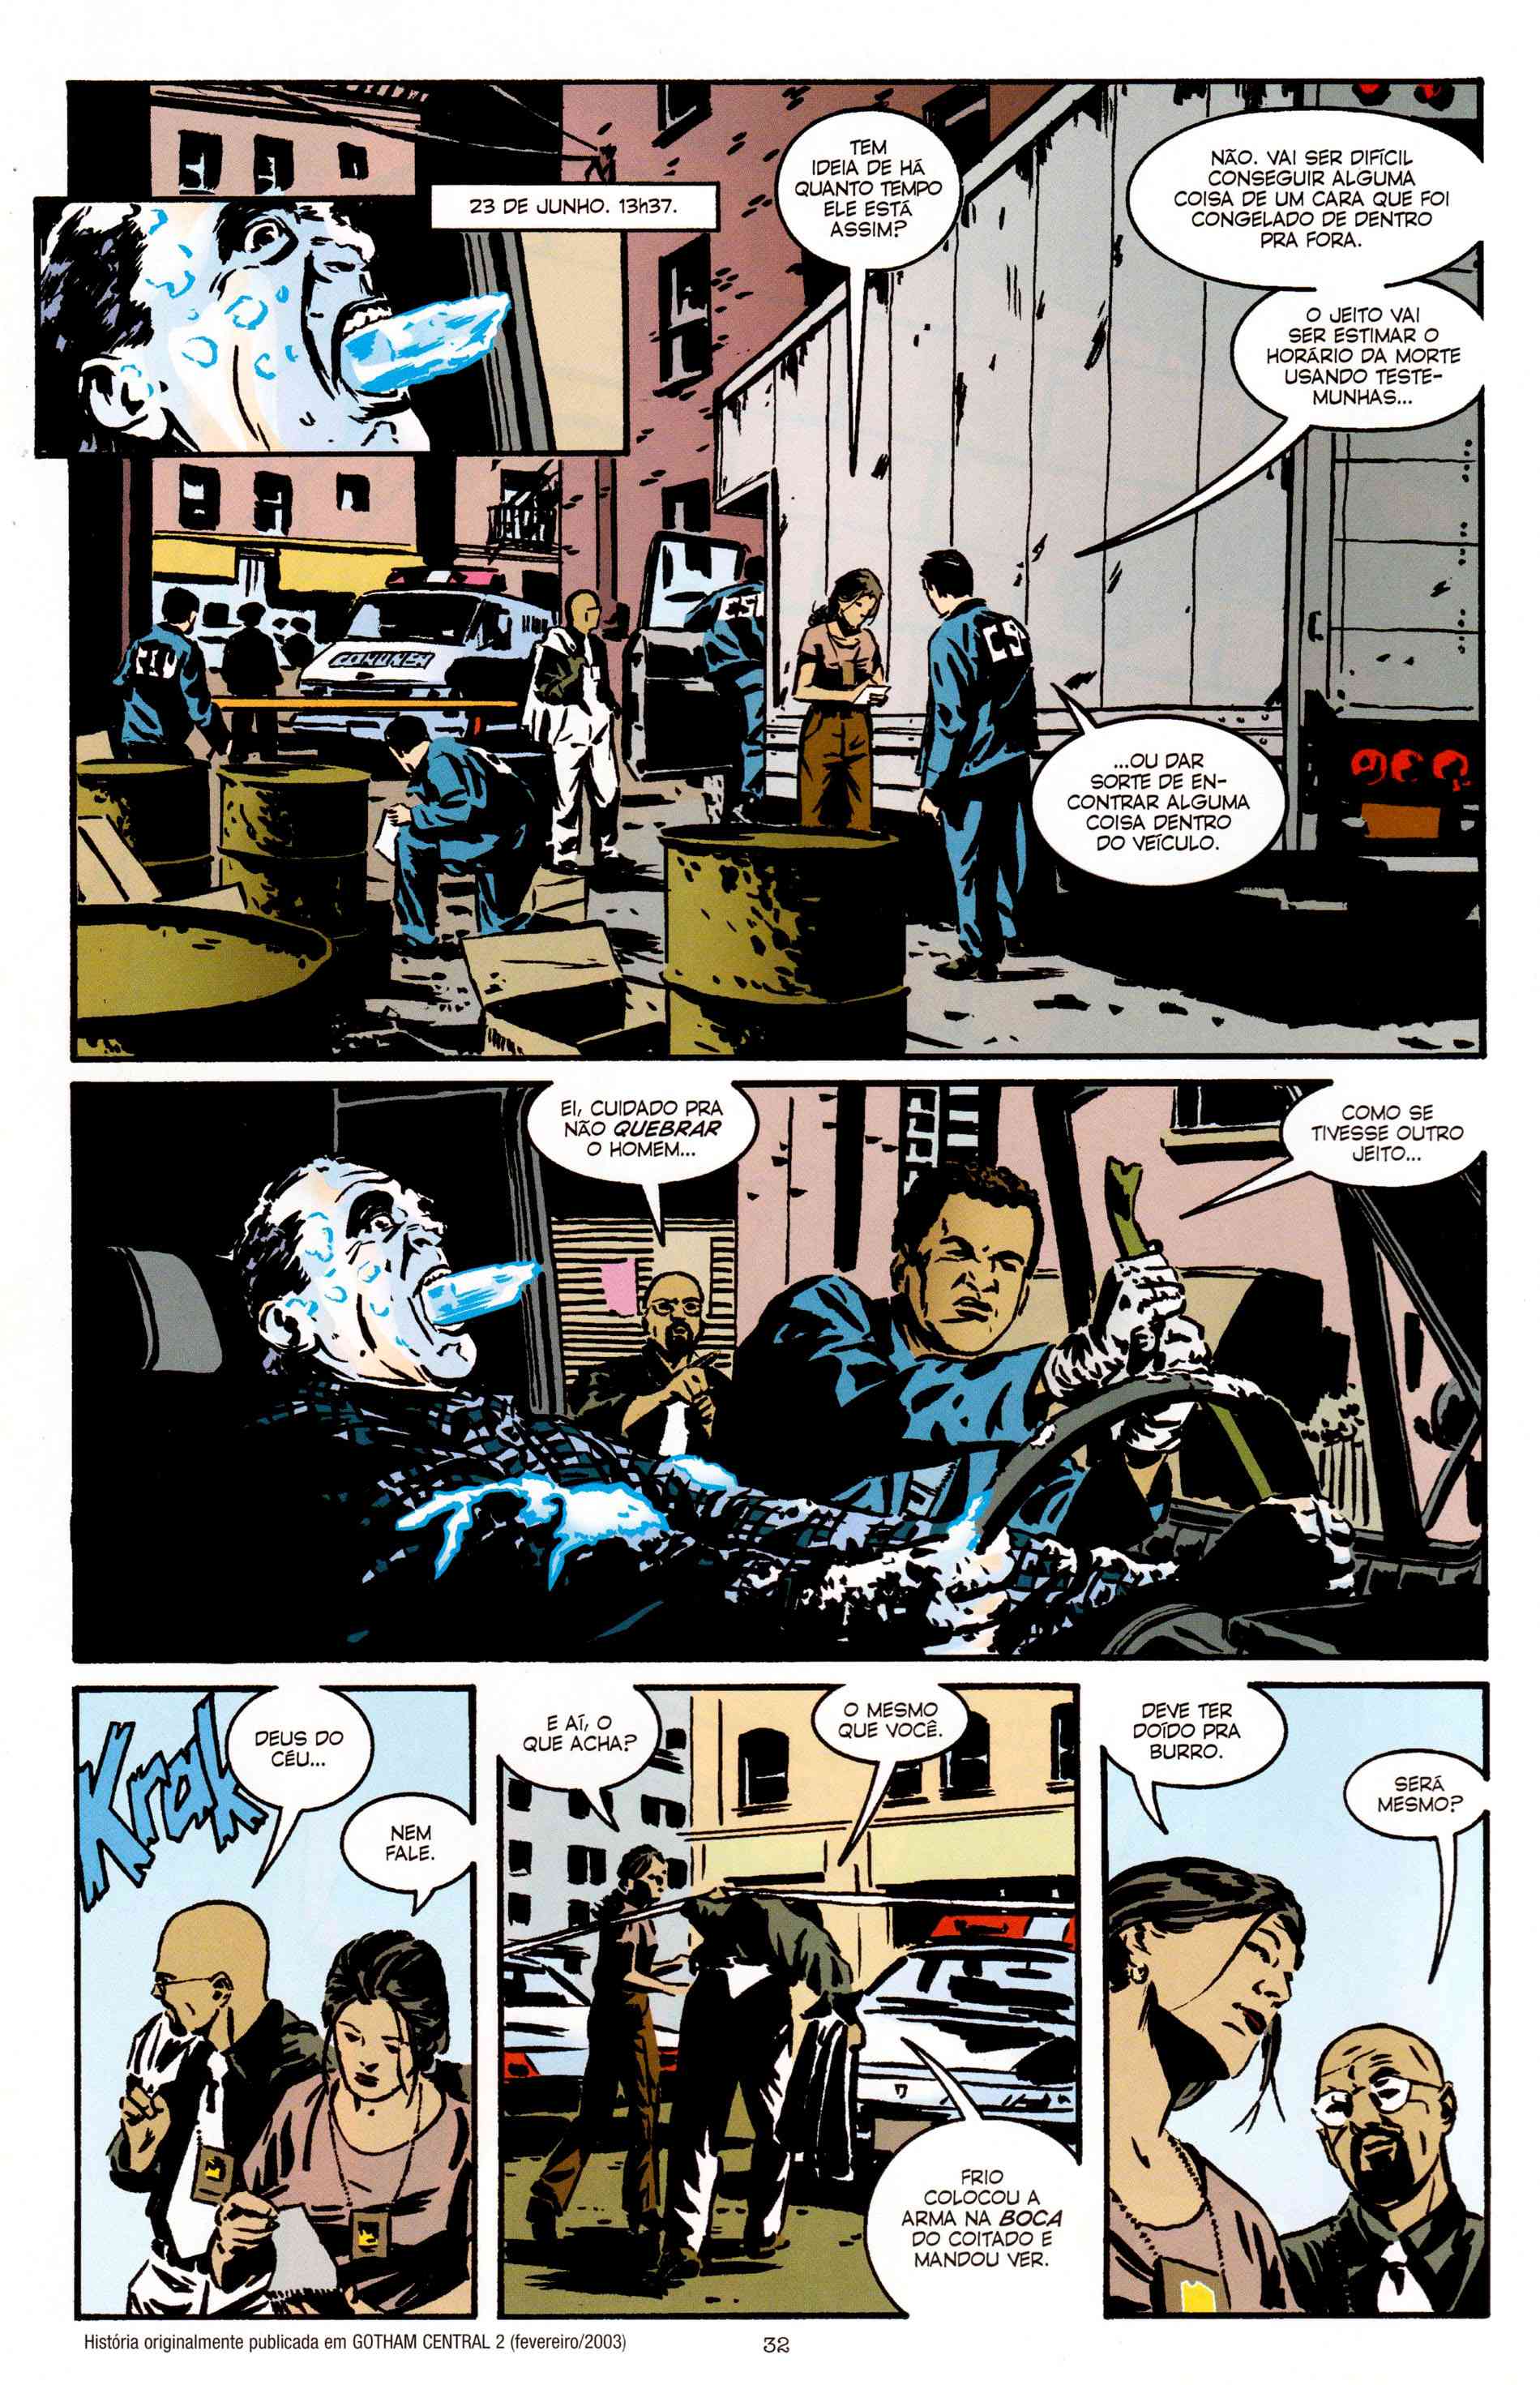 23 DE JUNHO. 13h37.
TEM
IDEIA DE HÁ
QUANTO TEMPO
ELE ESTÁ
ASSIM?
NÃO. VAI SER DIFÍCIL
CONSEGUIR ALGUMA
COISA DE UM CARA QUE FOI
CONGELADO DE DENTRO
PRA FORA.
O JEITO VAI
SER ESTIMAR O
HORÁRIO DA MORTE
USANDO TESTE-
MUNHAS...
...OU DAR
SORTE DE EN-
CONTRAR ALGUMA
COISA DENTRO
DO VEÍCULO.
EI, CUIDADO PRA
NÃO QUEBRAR
O HOMEM...
COMO SE
TIVESSE OUTRO
JEITO...
Krak
DEUS DO
CÉU...
NEM
FALE.
E AÍ, O
QUE ACHA?
O MESMO
QUE VOCÊ.
FRIO
COLOCOU A
ARMA NA BOCA
DO COITADO E
MANDOU VER.
DEVE TER
DOÍDO PRA
BURRO.
SERÁ
MESMO?
História originalmente publicada em GOTHAM CENTRAL 2 (fevereiro/2003)
32